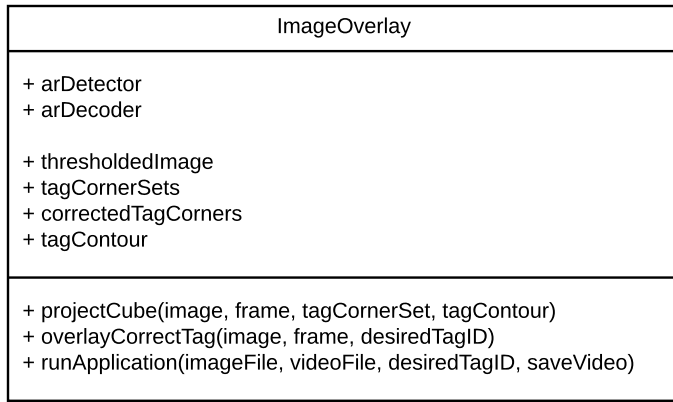 ImageOverlay
+ arDetector
+ arDecoder
+ thresholdedImage
+ tagCornerSets
+ correctedTagCorners
+ tagContour
+ projectCube(image, frame, tagCornerSet, tagContour)
+ overlayCorrectTag(image, frame, desiredTagID)
+ runApplication(imageFile, videoFile, desiredTagID, saveVideo)